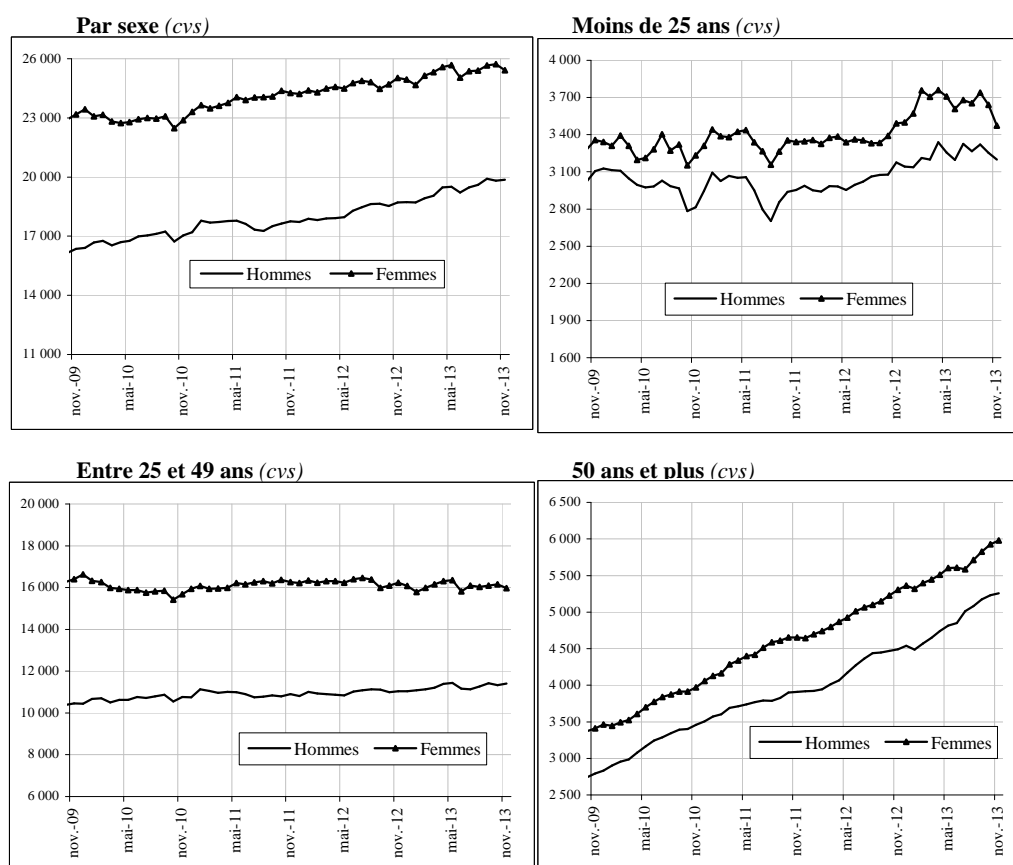 Par sexe (cvs)
26 000
23 000
20 000
17 000
14 000
11 000
Hommes
Femmes
nov.-09
mai-10
nov.-10
mai-11
nov.-11
mai-12
nov.-12
mai-13
nov.-13
Moins de 25 ans (cvs)
4 000
3 700
3 400
3 100
2 800
2 500
2 200
1 900
1 600
Hommes
Femmes
nov.-09
mai-10
nov.-10
mai-11
nov.-11
mai-12
nov.-12
mai-13
nov.-13
Entre 25 et 49 ans (cvs)
20 000
18 000
16 000
14 000
12 000
10 000
8 000
6 000
Hommes
Femmes
nov.-09
mai-10
nov.-10
mai-11
nov.-11
mai-12
nov.-12
mai-13
nov.-13
50 ans et plus (cvs)
6 500
6 000
5 500
5 000
4 500
4 000
3 500
3 000
2 500
Hommes
Femmes
nov.-09
mai-10
nov.-10
mai-11
nov.-11
mai-12
nov.-12
mai-13
nov.-13